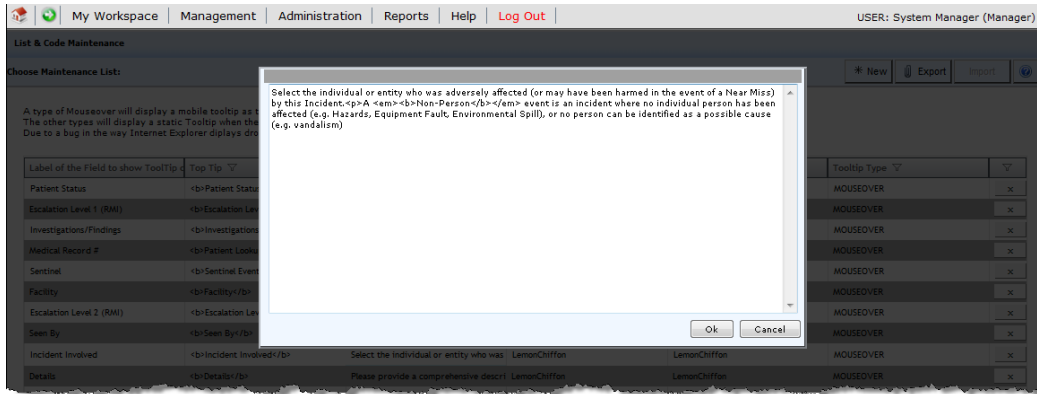 My Workspace Management Administration Reports Help Log Out USER: System Manager (Manager)
List & Code Maintenance
Choose Maintenance List: New Export Import
Select the individual or entity who was adversely affected (or may have been harmed in the event of a Near Miss)
by this Incident.<p>A <em><b>Non-Person</b></em> event is an incident where no individual person has been
affected (e.g. Hazards, Equipment Fault, Environmental Spill), or no person can be identified as a possible cause
(e.g. vandalism)
A type of Mouseover will display a mobile tooltip as t
The other types will display a static Tooltip when the
Due to a bug in the way Internet Explorer diplays dro
Label of the Field to show ToolTip Top Tip Tooltip Type
Patient Status <b>Patient Statu MOUSEOVER x
Escalation Level 1 (RMI) <b>Escalation Lev MOUSEOVER x
Investigations/Findings <b>Investigations MOUSEOVER x
Medical Record # <b>Patient Looku MOUSEOVER x
Sentinel <b>Sentinel Event MOUSEOVER x
Facility <b>Facility</b> MOUSEOVER x
Escalation Level 2 (RMI) <b>Escalation Lev MOUSEOVER x
Seen By <b>Seen By</b> MOUSEOVER x
Ok Cancel
Incident Involved <b>Incident Involved</b> Select the individual or entity who was LemonChiffon LemonChiffon MOUSEOVER x
Details <b>Details</b> Please provide a comprehensive descri LemonChiffon LemonChiffon MOUSEOVER x